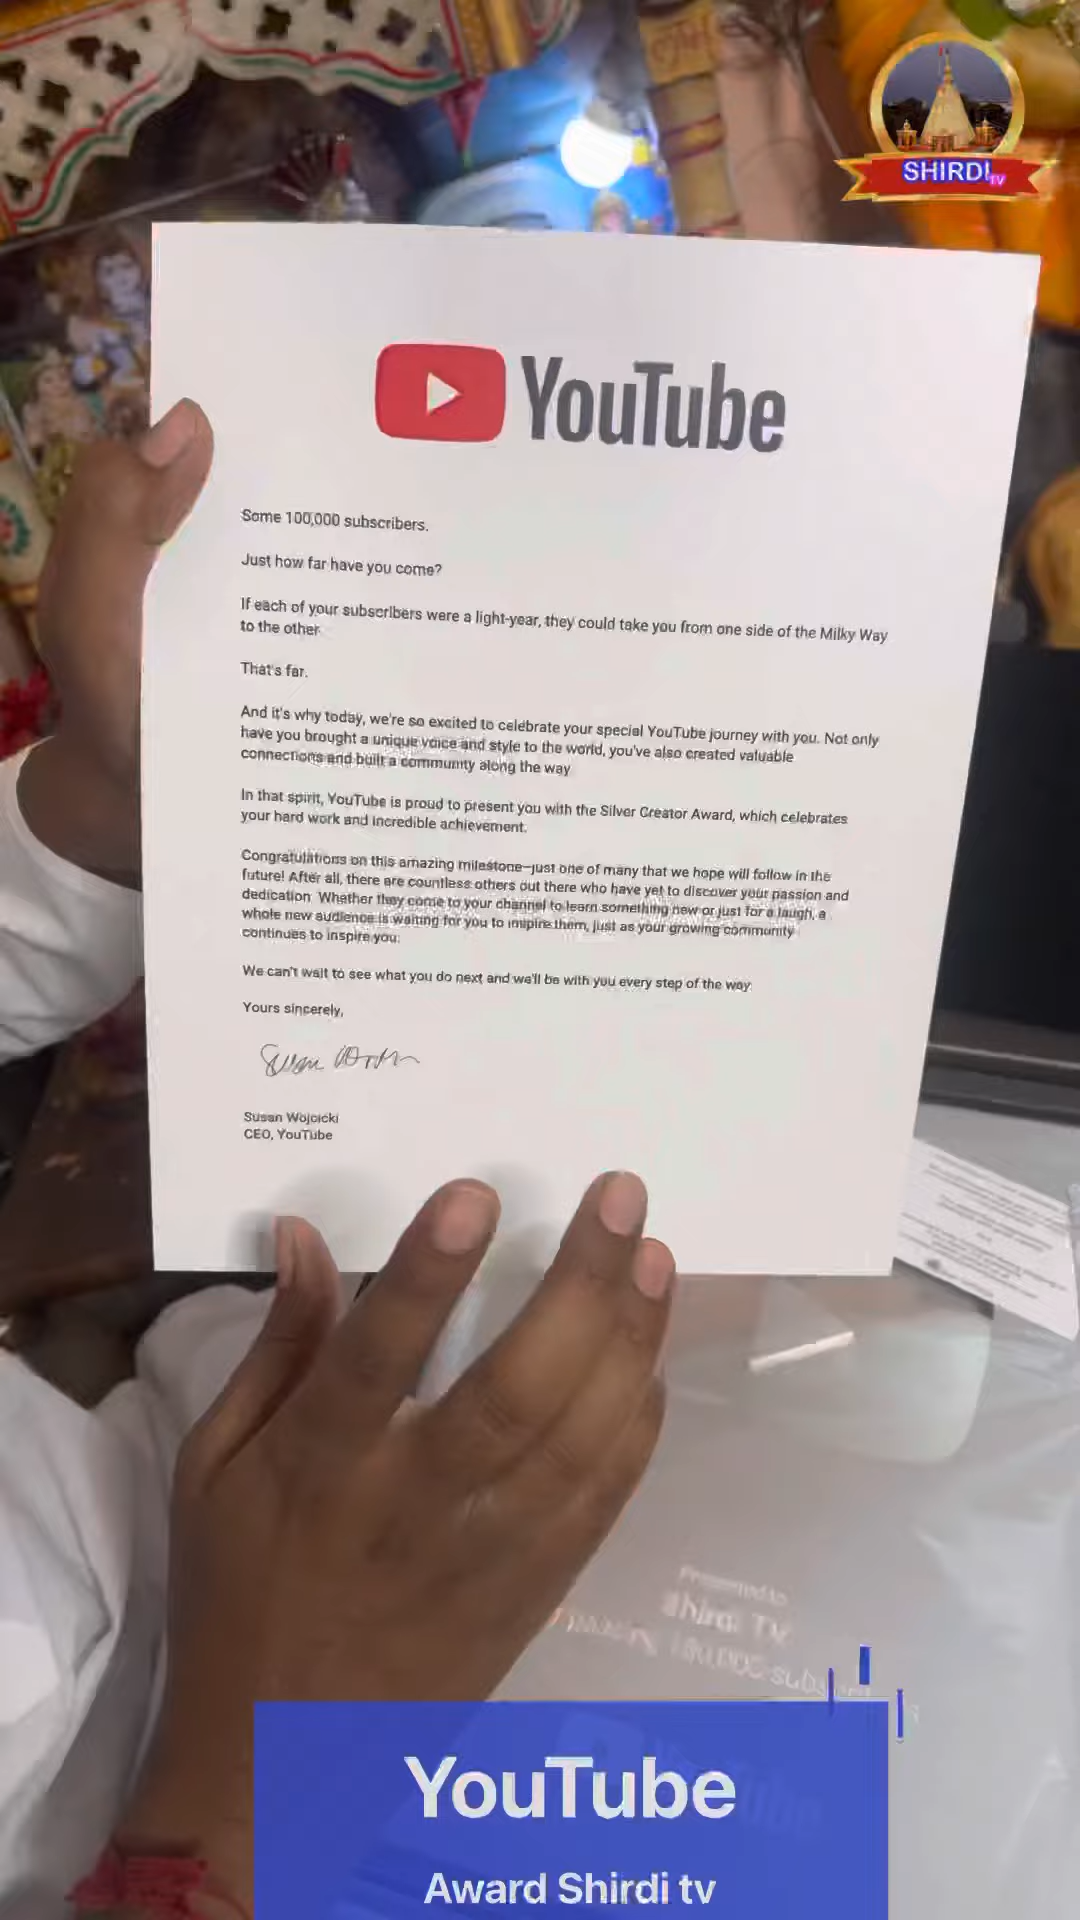 SHIRDI TV
YouTube
Some 100,000 subscribers.
Just how far have you come?
If each of your subscribers were a light-year, they could take you from one side of the Milky Way
to the other.
That's far.
And it's why today, we're so excited to celebrate your special YouTube journey with you. Not only
have you brought a unique voice and style to the world, you've also created valuable
connections and built a community along the way.
In that spirit, YouTube is proud to present you with the Silver Creator Award, which celebrates
your hard work and incredible achievement.
Congratulations on this amazing milestone—just one of many that we hope will follow in the
future! After all, there are countless others out there who have yet to discover your passion and
dedication. Whether they come to your channel to learn something new or just for a laugh, a
whole new audience is waiting for you to inspire them, just as your growing community
continues to inspire you.
We can't wait to see what you do next and we'll be with you every step of the way.
Yours sincerely,
Susan Wojcicki
CEO, YouTube
Presented to
Shirdi TV
passing 100,000
YouTube
Award Shirdi tv